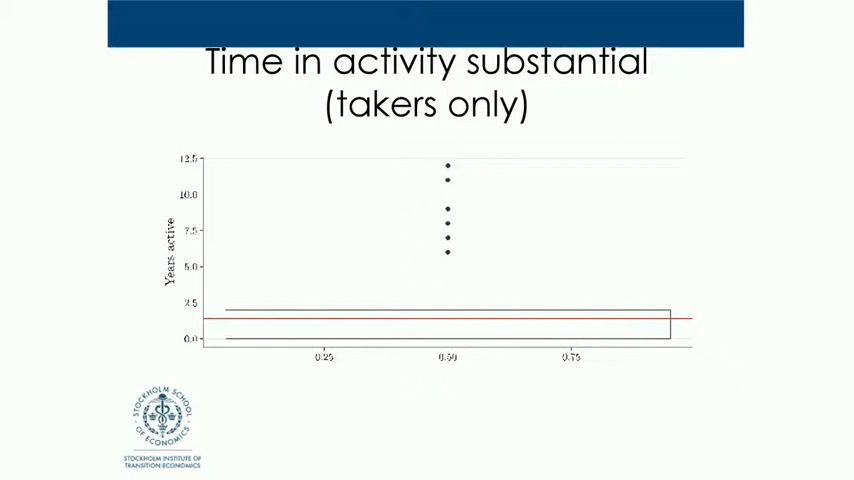 Time in activity substantial
(takers only)
12.5
10.0
7.5
5.0
2.5
0.0
Years active
0.25
0.50
0.75
STOCKHOLM SCHOOL
OF ECONOMICS
STOCKHOLM INSTITUTE OF
TRANSITION ECONOMICS